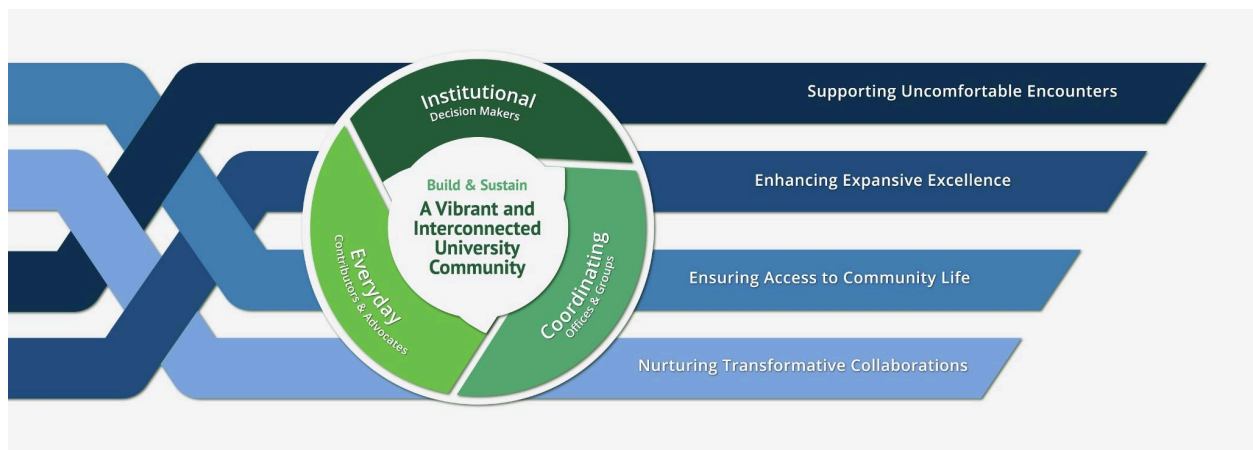 Institutional
Decision Makers
Build & Sustain
A Vibrant and
Interconnected
University
Community
Everyday
Contributors & Advocates
Coordinating
Offices & Groups
Supporting Uncomfortable Encounters
Enhancing Expansive Excellence
Ensuring Access to Community Life
Nurturing Transformative Collaborations